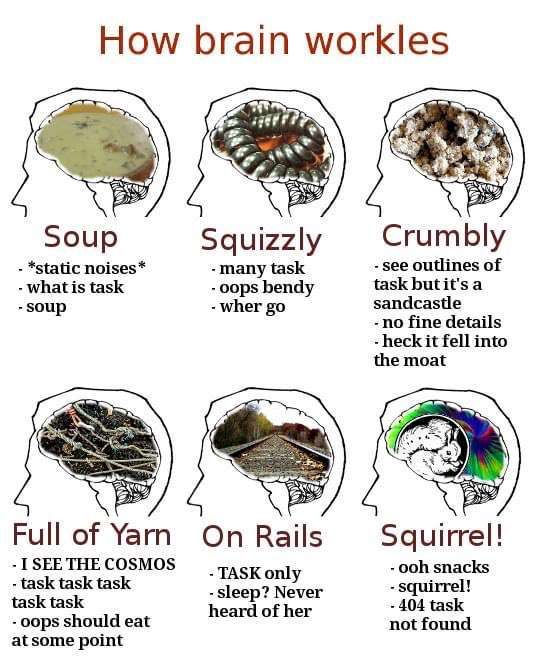 How brain workles
Soup
- *static noises*
- what is task
- soup
Squizzly
- many task
- oops bendy
- wher go
Crumbly
- see outlines of
task but it's a
sandcastle
- no fine details
- heck it fell into
the moat
Full of Yarn
- I SEE THE COSMOS
- task task task
task task
- oops should eat
at some point
On Rails
- TASK only
- sleep? Never
heard of her
Squirrel!
- ooh snacks
- squirrel!
- 404 task
not found